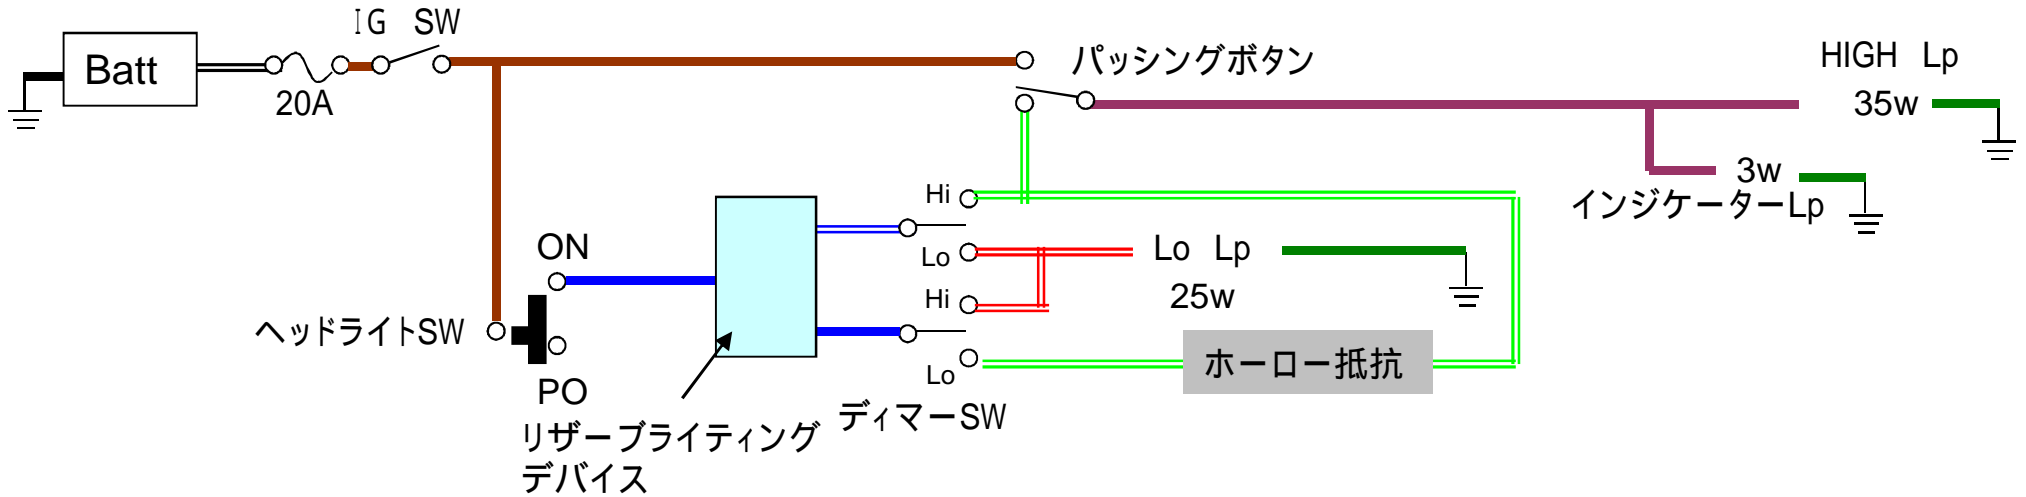 IG SW
Batt
20A
パッシングボタン
HIGH Lp
35w
3w
インジケーターLp
Hi
Lo
Lo Lp
25w
Hi
Lo
ON
ヘッドライトSW
PO
ホーロー抵抗
ディマーSW
リザーブライティング
デバイス